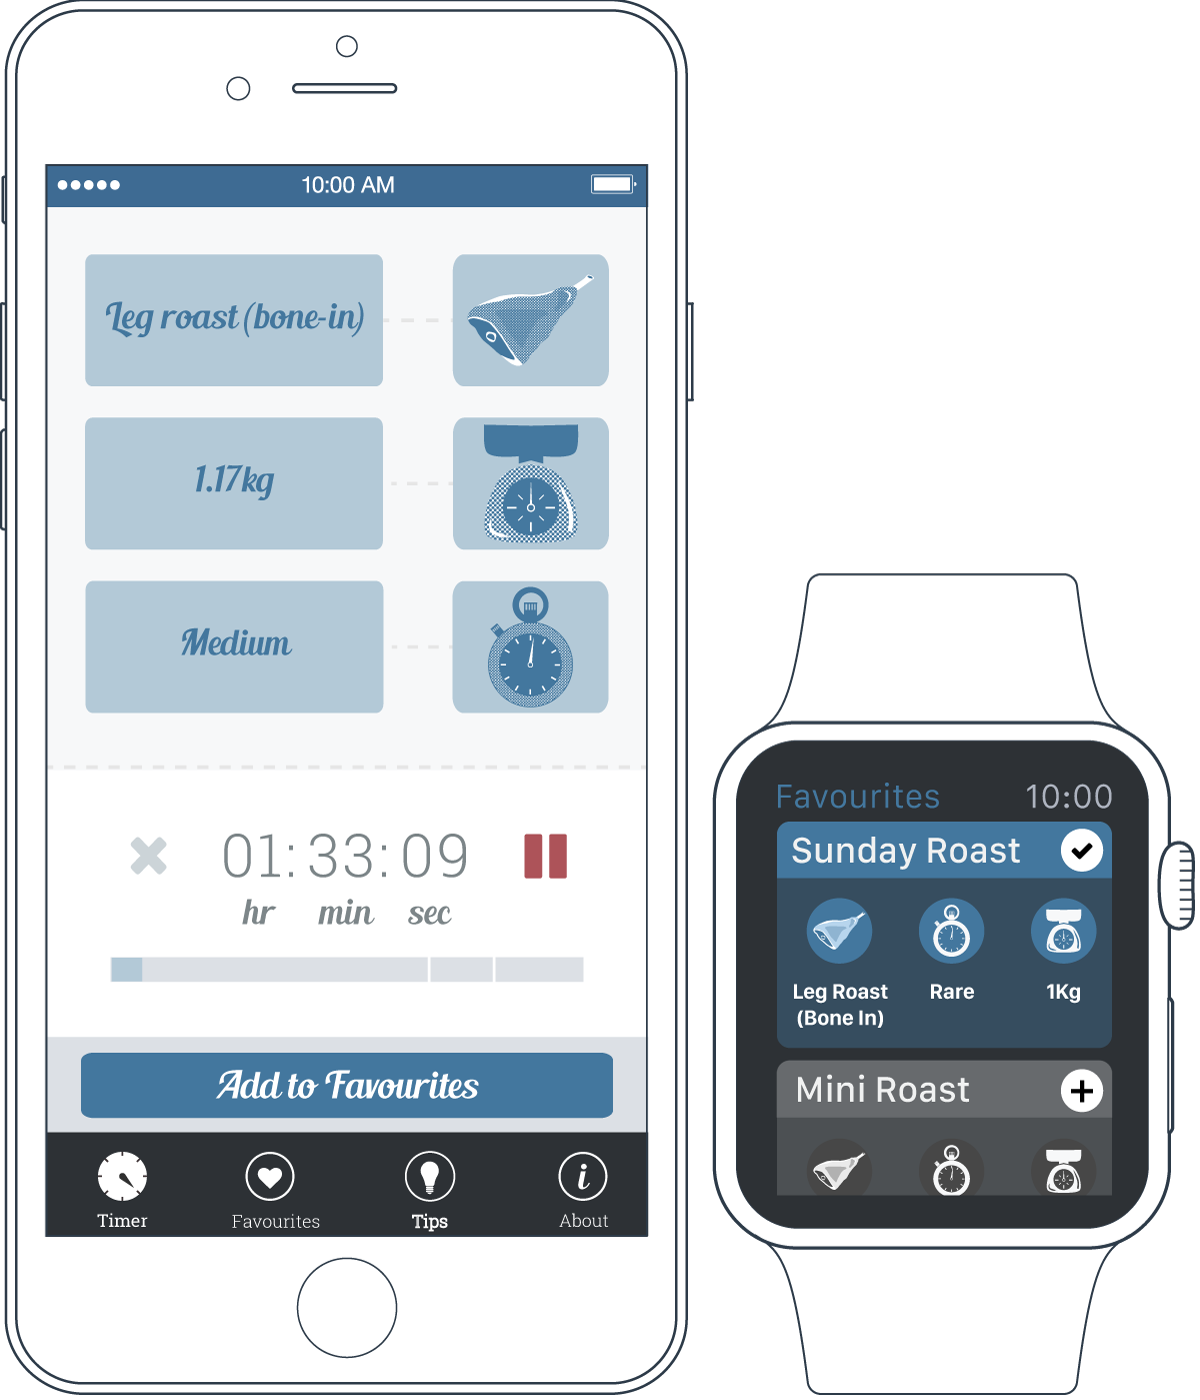 10:00 AM
Leg roast (bone-in)
1.17kg
Medium
01: 33: 09
hr min sec
Add to Favourites
Timer Favourites Tips About
Favourites 10:00
Sunday Roast
Leg Roast Rare 1Kg
(Bone In)
Mini Roast